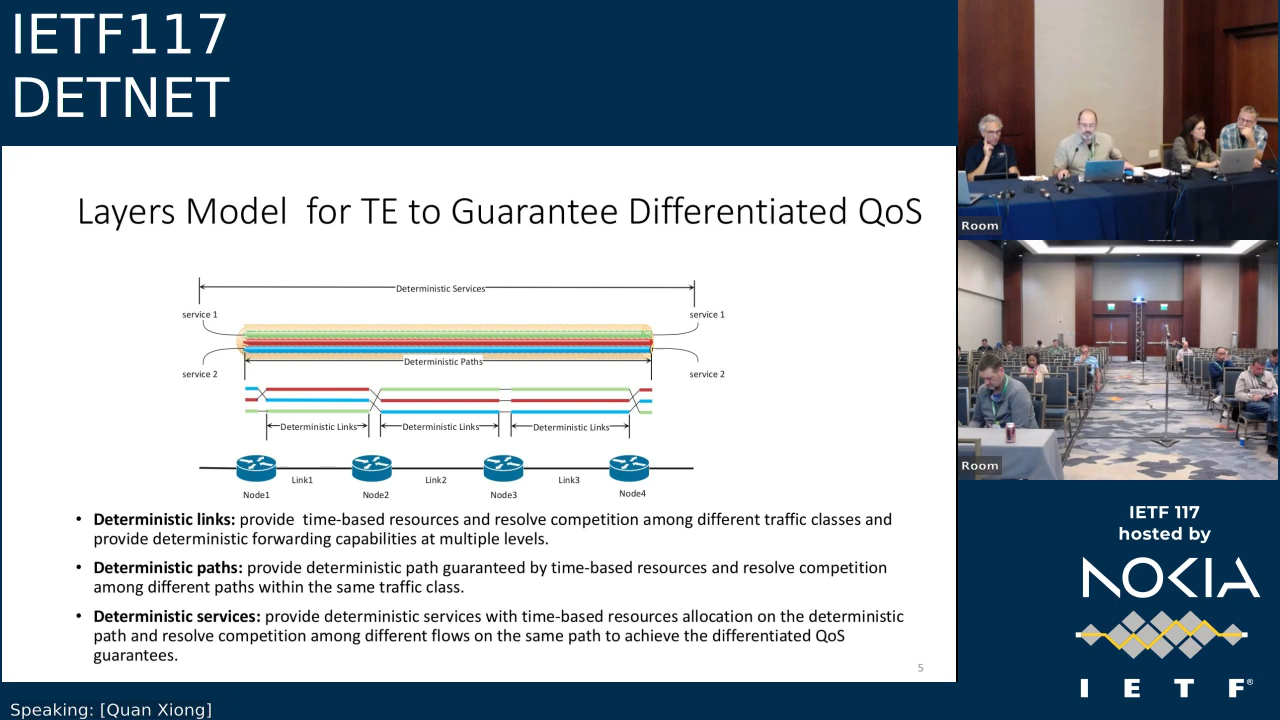 IETF117
DETNET
Layers Model  for TE to Guarantee Differentiated QoS
Deterministic Services
service 1
service 1
Deterministic Paths
service 2
service 2
Deterministic Links
Deterministic Links
Deterministic Links
Link1
Link2
Link3
Node1
Node2
Node3
Node4
• Deterministic links: provide  time-based resources and resolve competition among different traffic classes and
provide deterministic forwarding capabilities at multiple levels.
• Deterministic paths: provide deterministic path guaranteed by time-based resources and resolve competition
among different paths within the same traffic class.
• Deterministic services: provide deterministic services with time-based resources allocation on the deterministic
path and resolve competition among different flows on the same path to achieve the differentiated QoS
guarantees.
5
Speaking: [Quan Xiong]
Room
Room
IETF 117
hosted by
NOKIA
I E T F®